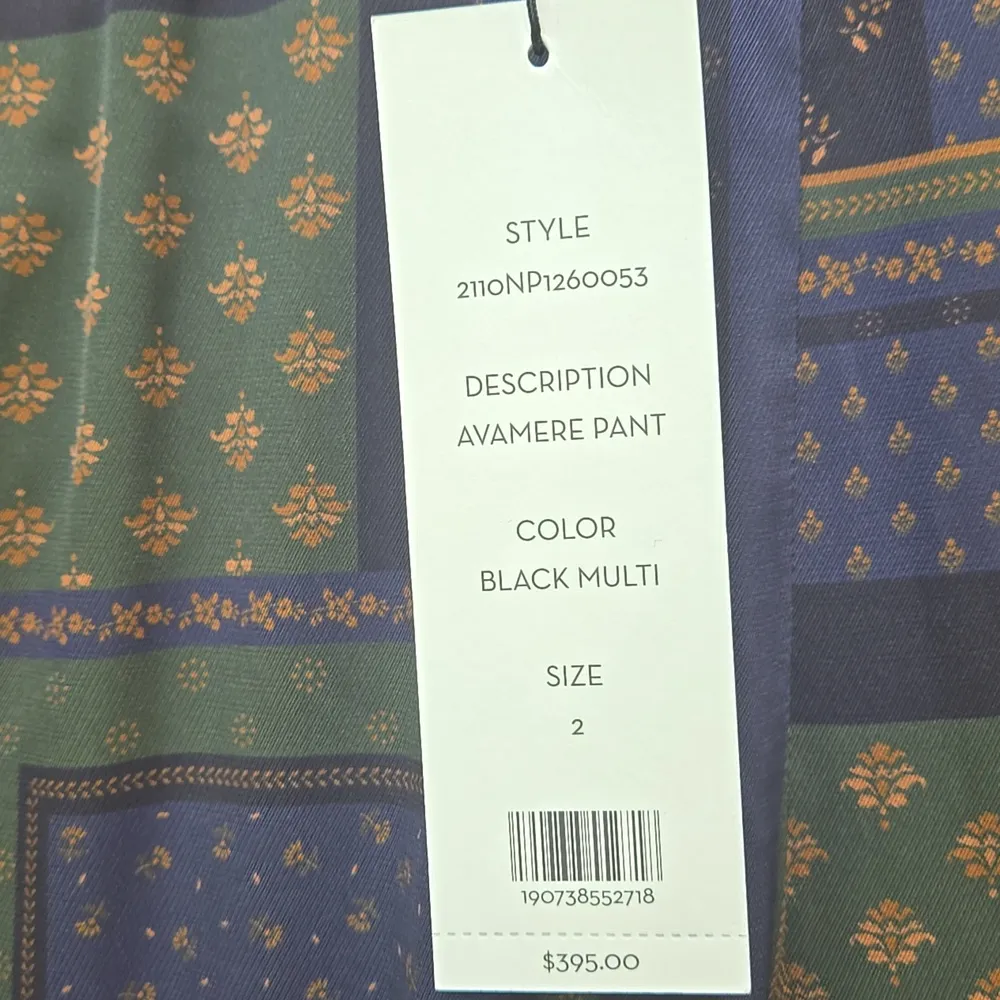 STYLE
2110NP1260053
DESCRIPTION
AVAMERE PANT
COLOR
BLACK MULTI
SIZE
2
190738552718
$395.00